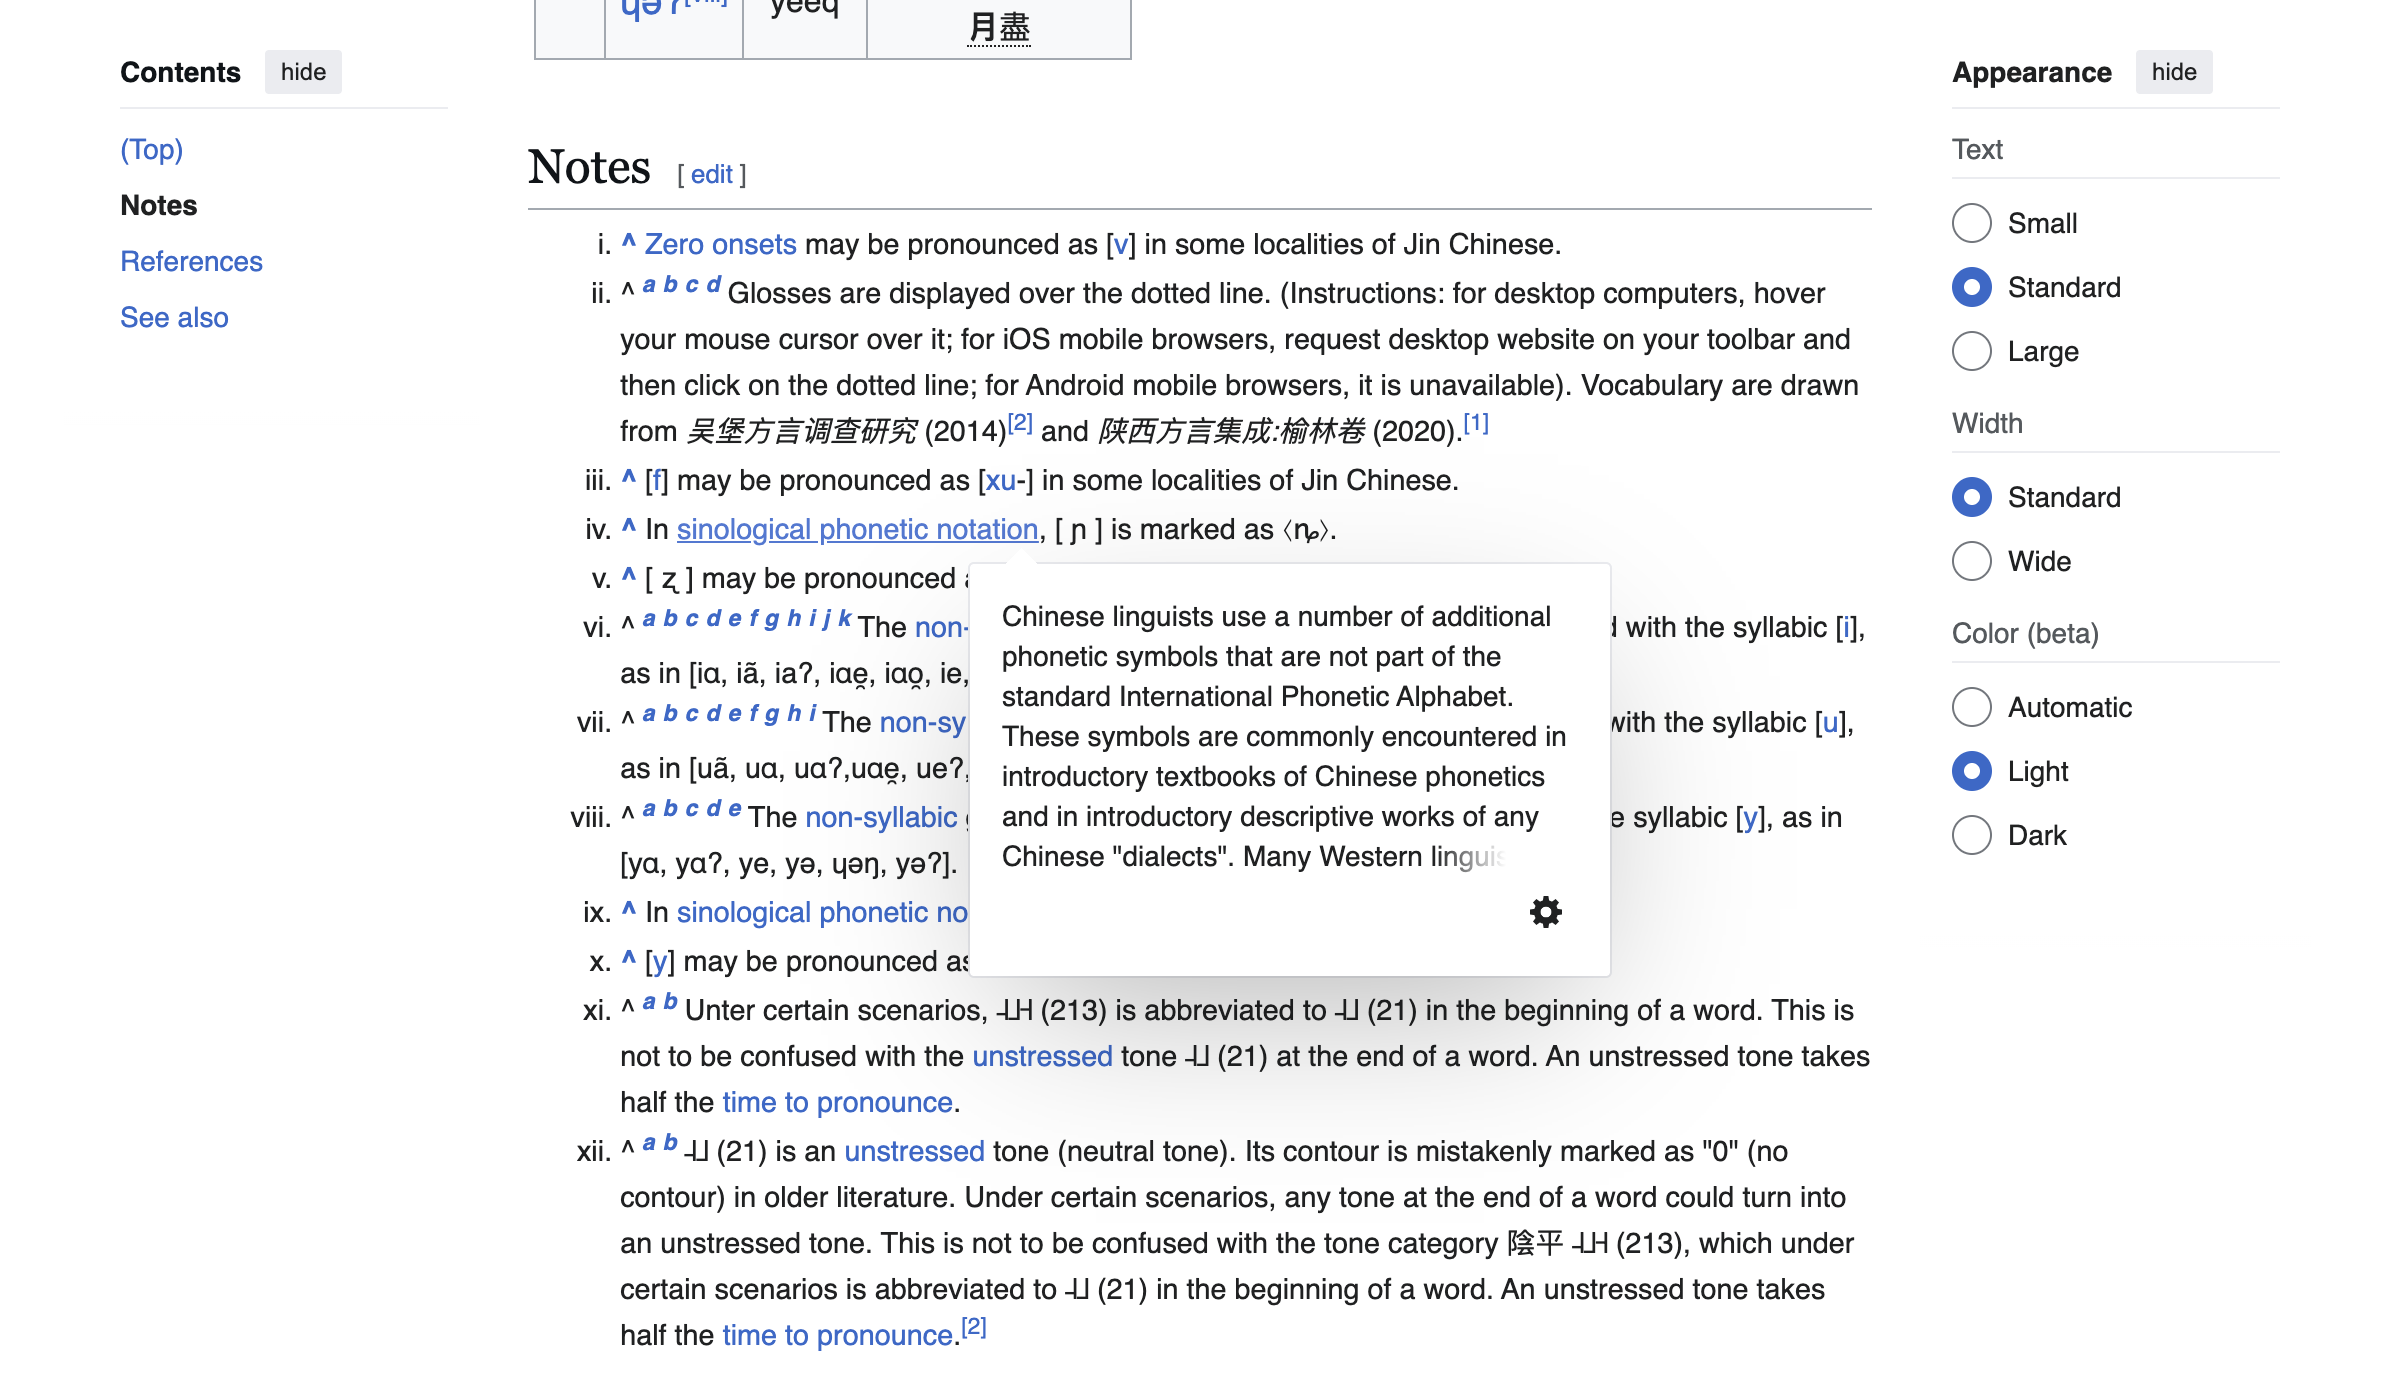 yeeq
月盡
Contents hide
(Top)
Notes
References
See also
Notes [ edit ]
i. ^ Zero onsets may be pronounced as [v] in some localities of Jin Chinese.
ii. ^ a b c d Glosses are displayed over the dotted line. (Instructions: for desktop computers, hover
your mouse cursor over it; for iOS mobile browsers, request desktop website on your toolbar and
then click on the dotted line; for Android mobile browsers, it is unavailable). Vocabulary are drawn
from 吴堡方言调查研究 (2014)[2] and 陕西方言集成:榆林卷 (2020).[1]
iii. ^ [f] may be pronounced as [xu-] in some localities of Jin Chinese.
iv. ^ In sinological phonetic notation, [ ɲ ] is marked as ⟨ȵ⟩.
v. ^ [ ʐ ] may be pronounced
vi. ^ a b c d e f g h i j k The non- with the syllabic [i],
as in [iɑ, iã, iaʔ, iɑe̯, iɑo̯, ie,
vii. ^ a b c d e f g h i The non-sy with the syllabic [u],
as in [uã, uɑ, uɑʔ,uɑe̯, ueʔ,
viii. ^ a b c d e The non-syllabic syllabic [y], as in
[yɑ, yɑʔ, ye, yə, ɥəŋ, yəʔ].
ix. ^ In sinological phonetic no
x. ^ [y] may be pronounced as
Chinese linguists use a number of additional
phonetic symbols that are not part of the
standard International Phonetic Alphabet.
These symbols are commonly encountered in
introductory textbooks of Chinese phonetics
and in introductory descriptive works of any
Chinese "dialects". Many Western linguis
xi. ^ a b Unter certain scenarios, ˨˩˧ (213) is abbreviated to ˨˩ (21) in the beginning of a word. This is
not to be confused with the unstressed tone ˨˩ (21) at the end of a word. An unstressed tone takes
half the time to pronounce.
xii. ^ a b ˨˩ (21) is an unstressed tone (neutral tone). Its contour is mistakenly marked as "0" (no
contour) in older literature. Under certain scenarios, any tone at the end of a word could turn into
an unstressed tone. This is not to be confused with the tone category 陰平 ˨˩˧ (213), which under
certain scenarios is abbreviated to ˨˩ (21) in the beginning of a word. An unstressed tone takes
half the time to pronounce.[2]
Appearance hide
Text
Small
Standard
Large
Width
Standard
Wide
Color (beta)
Automatic
Light
Dark